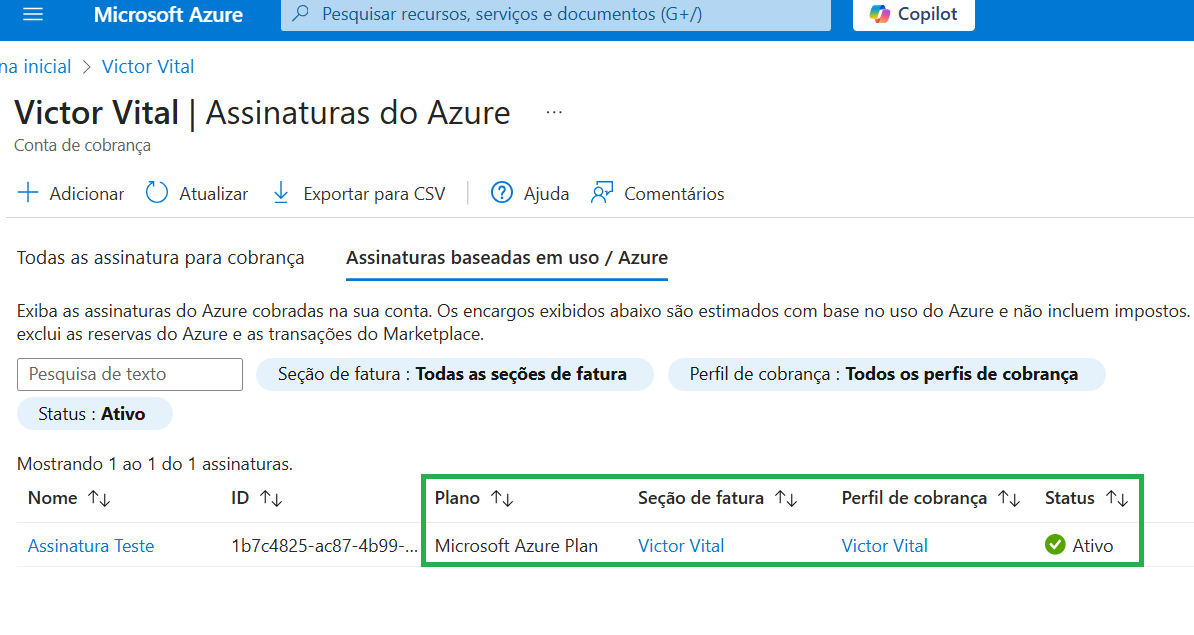 Microsoft Azure
Pesquisar recursos, serviços e documentos (G+/)
Copilot
na inicial > Victor Vital
Victor Vital | Assinaturas do Azure ...
Conta de cobrança
Adicionar Atualizar Exportar para CSV Ajuda Comentários
Todas as assinatura para cobrança Assinaturas baseadas em uso / Azure
Exiba as assinaturas do Azure cobradas na sua conta. Os encargos exibidos abaixo são estimados com base no uso do Azure e não incluem impostos.
exclui as reservas do Azure e as transações do Marketplace.
Pesquisa de texto Seção de fatura : Todas as seções de fatura Perfil de cobrança : Todos os perfis de cobrança
Status : Ativo
Mostrando 1 ao 1 do 1 assinaturas.
Nome ↑↓ ID ↑↓ Plano ↑↓ Seção de fatura ↑↓ Perfil de cobrança ↑↓ Status ↑↓
Assinatura Teste 1b7c4825-ac87-4b99-... Microsoft Azure Plan Victor Vital Victor Vital Ativo